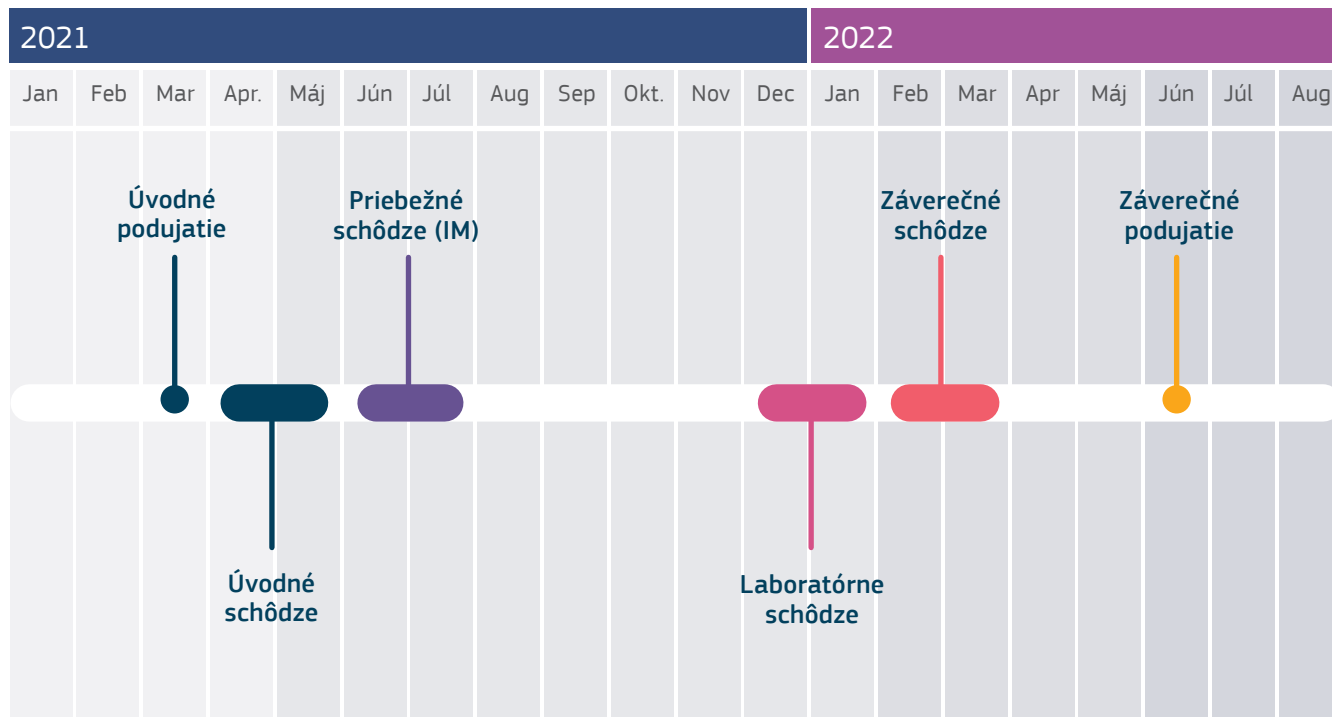 2021 2022
Jan Feb Mar Apr. Máj Jún Júl Aug Sep Okt. Nov Dec Jan Feb Mar Apr Máj Jún Júl Aug
Úvodné
podujatie
Priebežné
schôdze (IM)
Záverečné
schôdze
Záverečné
podujatie
Úvodné
schôdze
Laboratórne
schôdze